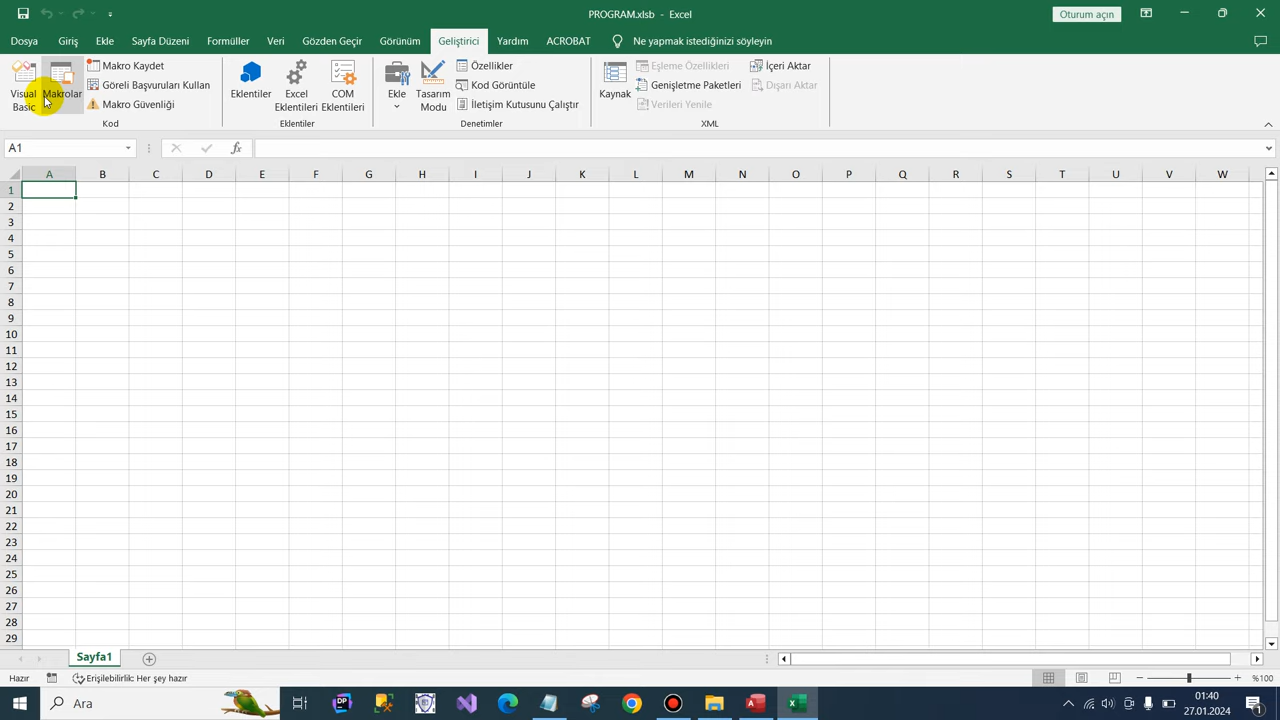 PROGRAM.xlsb - Excel
Oturum açın
Dosya Giriş Ekle Sayfa Düzeni Formüller Veri Gözden Geçir Görünüm Geliştirici Yardım ACROBAT Ne yapmak istediğinizi söyleyin
Visual Basic
Makrolar
Makro Kaydet
Göreli Başvuruları Kullan
Makro Güvenliği
Kod
Eklentiler
Excel Eklentileri
COM Eklentileri
Eklentiler
Ekle
Tasarım Modu
Özellikler
Kod Görüntüle
İletişim Kutusunu Çalıştır
Denetimler
Kaynak
Eşleme Özellikleri
Genişletme Paketleri
Verileri Yenile
İçeri Aktar
Dışarı Aktar
XML
A1
fx
A B C D E F G H I J K L M N O P Q R S T U V W
1
2
3
4
5
6
7
8
9
10
11
12
13
14
15
16
17
18
19
20
21
22
23
24
25
26
27
28
29
Sayfa1
Hazır
Erişilebilirlik: Her şey hazır
%100
Ara
01:40
27.01.2024